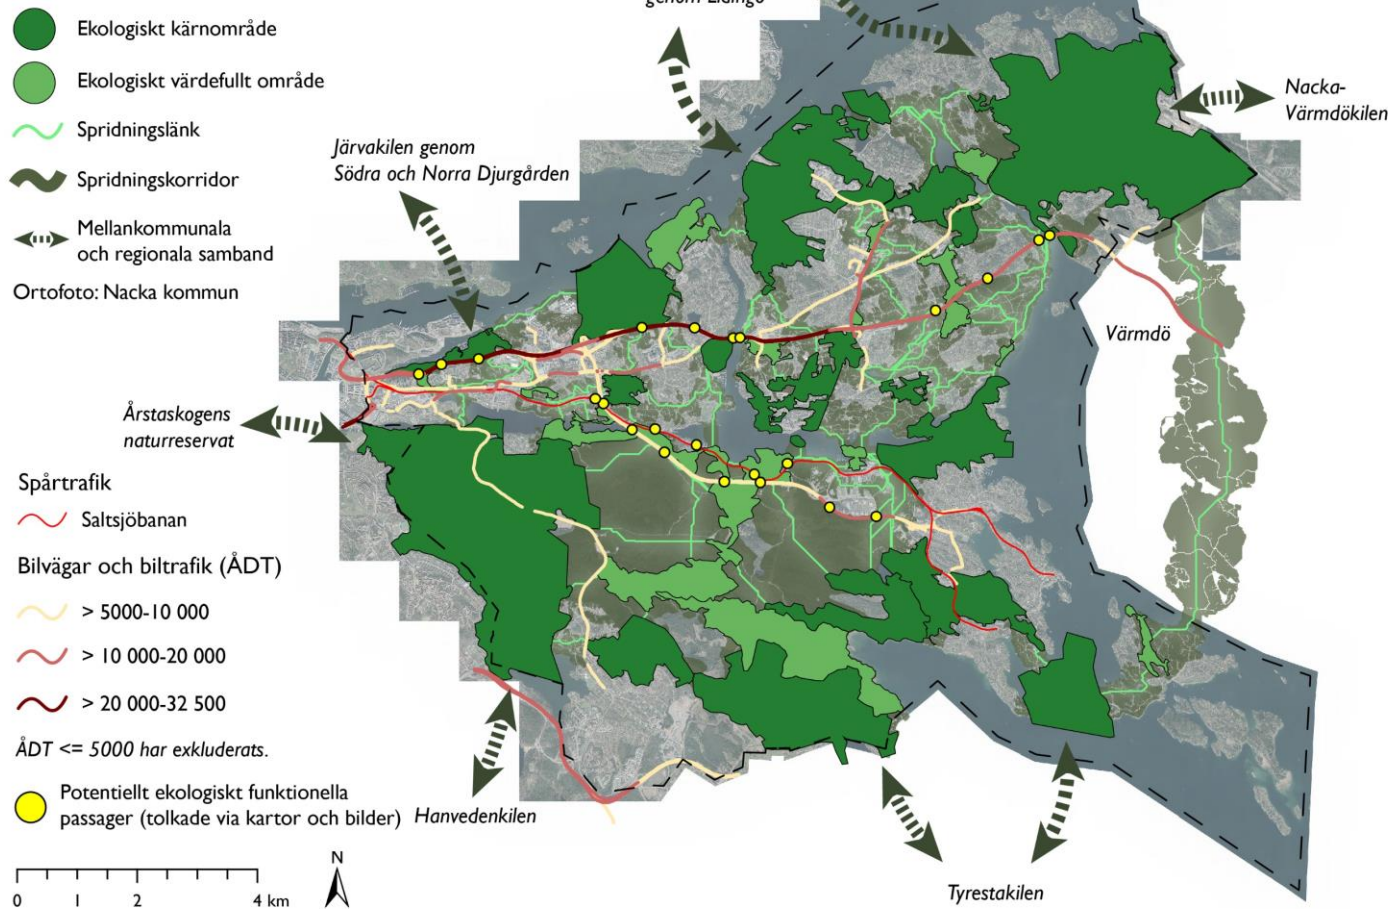 genom Lidingö
Ekologiskt kärnområde
Ekologiskt värdefullt område
Spridningslänk
Spridningskorridor
Mellankommunala
och regionala samband
Ortofoto: Nacka kommun
Järvakilen genom
Södra och Norra Djurgården
Nacka-
Värmdökilen
Värmdö
Årstaskogens
naturreservat
Spårtrafik
Saltsjöbanan
Bilvägar och biltrafik (ÅDT)
> 5000-10 000
> 10 000-20 000
> 20 000-32 500
ÅDT <= 5000 har exkluderats.
Potentiellt ekologiskt funktionella
passager (tolkade via kartor och bilder)
Hanvedenkilen
Tyrestakilen
N
0 1 2 4 km